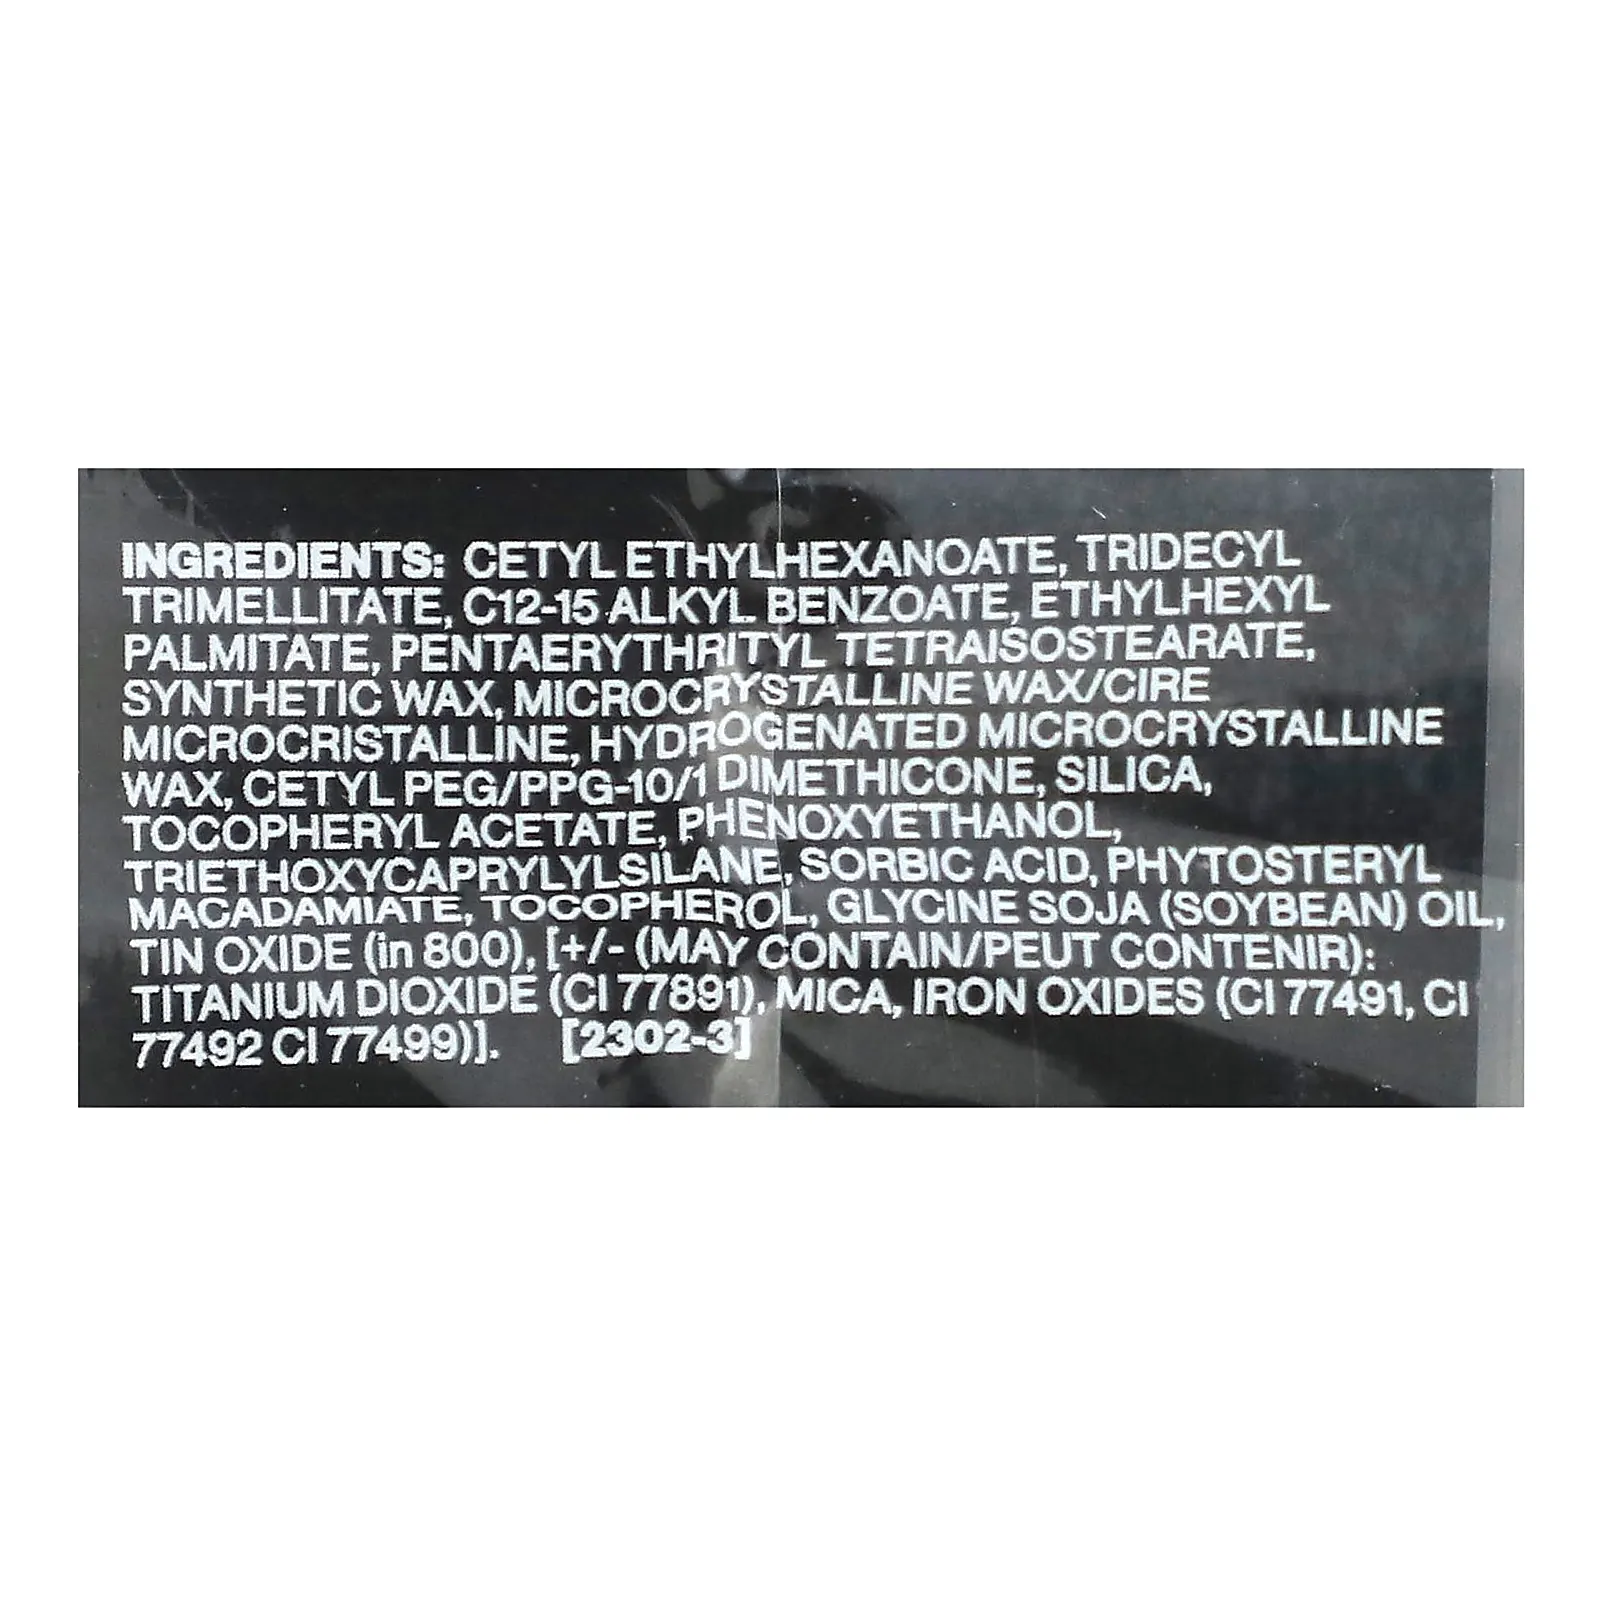 INGREDIENTS: CETYL ETHYLHEXANOATE, TRIDECYL
TRIMELLITATE, C12-15 ALKYL BENZOATE, ETHYLHEXYL
PALMITATE, PENTAERYTHRITYL TETRAISOSTEARATE,
SYNTHETIC WAX, MICROCRYSTALLINE WAX/CIRE
MICROCRISTALLINE, HYDROGENATED MICROCRYSTALLINE
WAX, CETYL PEG/PPG-10/1 DIMETHICONE, SILICA,
TOCOPHERYL ACETATE, PHENOXYETHANOL,
TRIETHOXYCAPRYLYLSILANE, SORBIC ACID, PHYTOSTERYL
MACADAMIATE, TOCOPHEROL, GLYCINE SOJA (SOYBEAN) OIL,
TIN OXIDE (in 800), [+/- (MAY CONTAIN/PEUT CONTENIR):
TITANIUM DIOXIDE (CI 77891), MICA, IRON OXIDES (CI 77491, CI
77492 CI 77499)]. [2302-3]